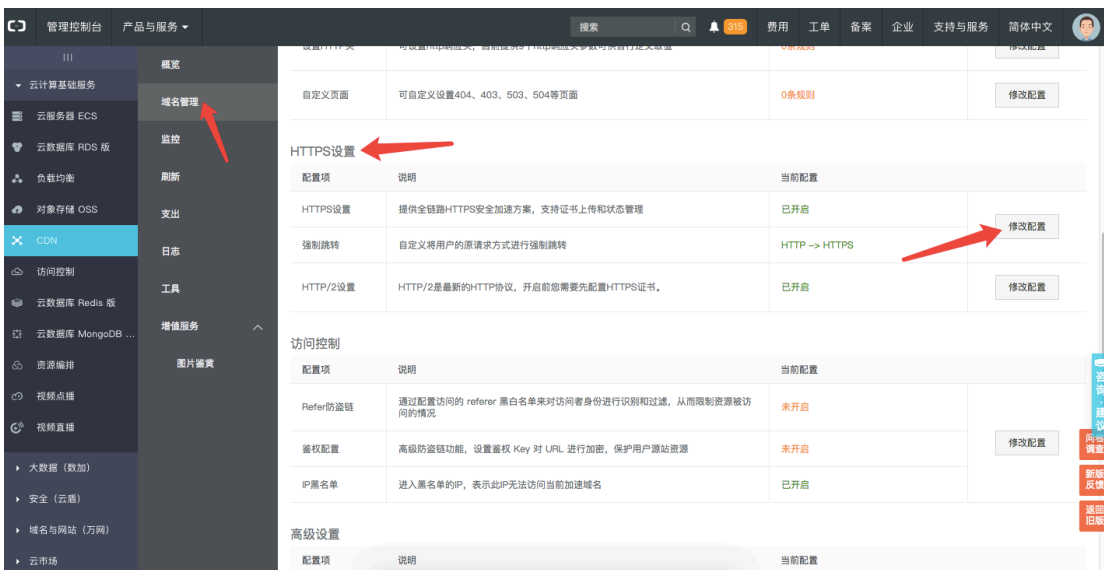 管理控制台 产品与服务 搜索 315 费用 工单 备案 企业 支持与服务 简体中文
云计算基础服务
云服务器 ECS
云数据库 RDS 版
负载均衡
对象存储 OSS
CDN
访问控制
云数据库 Redis 版
云数据库 MongoDB ...
资源编排
视频点播
视频直播
大数据（数加）
安全（云盾）
域名与网站（万网）
云市场
概览
域名管理
监控
刷新
支出
日志
工具
增值服务
图片鉴黄
自定义页面 可自定义设置404、403、503、504等页面 0条规则 修改配置
HTTPS设置
配置项 说明 当前配置
HTTPS设置 提供全链路HTTPS安全加速方案，支持证书上传和状态管理 已开启
修改配置
强制跳转 自定义将用户的原请求方式进行强制跳转 HTTP –> HTTPS
HTTP/2设置 HTTP/2是最新的HTTP协议，开启前您需要先配置HTTPS证书。 已开启 修改配置
访问控制
配置项 说明 当前配置
Refer防盗链 通过配置访问的 referer 黑白名单来对访问者身份进行识别和过滤，从而限制资源被访
问的情况 未开启
鉴权配置 高级防盗链功能，设置鉴权 Key 对 URL 进行加密，保护用户源站资源 未开启 修改配置
IP黑名单 进入黑名单的IP，表示此IP无法访问当前加速域名 已开启
高级设置
配置项 说明 当前配置
咨询·建议
问卷
调查
新版
反馈
返回
旧版